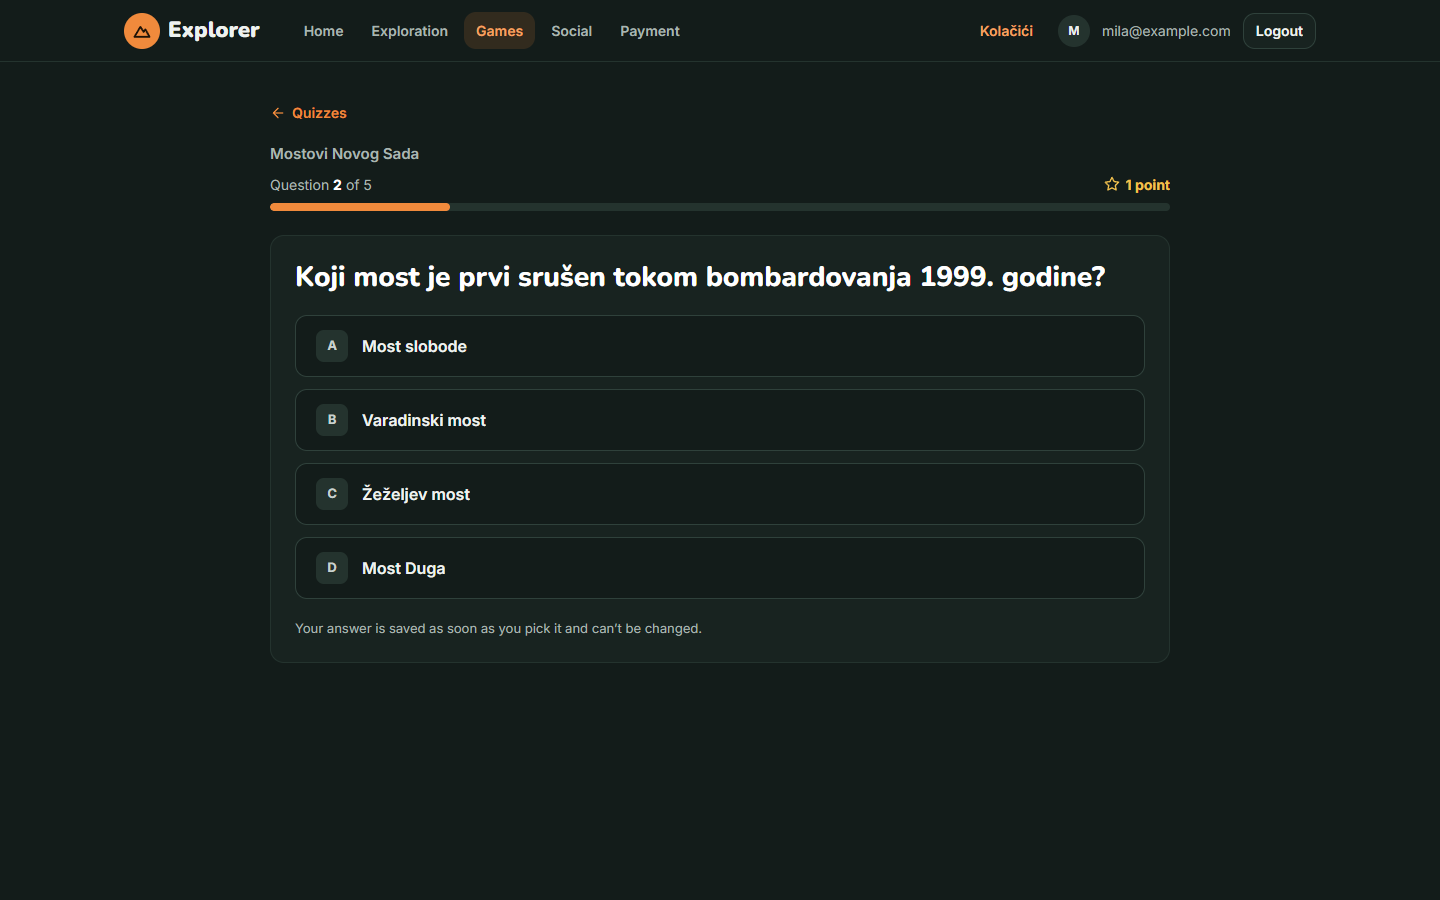 Explorer Home Exploration Games Social Payment Kolačići M mila@example.com Logout
← Quizzes
Mostovi Novog Sada
Question 2 of 5 1 point
Koji most je prvi srušen tokom bombardovanja 1999. godine?
A Most slobode
B Varadinski most
C Žeželjev most
D Most Duga
Your answer is saved as soon as you pick it and can't be changed.